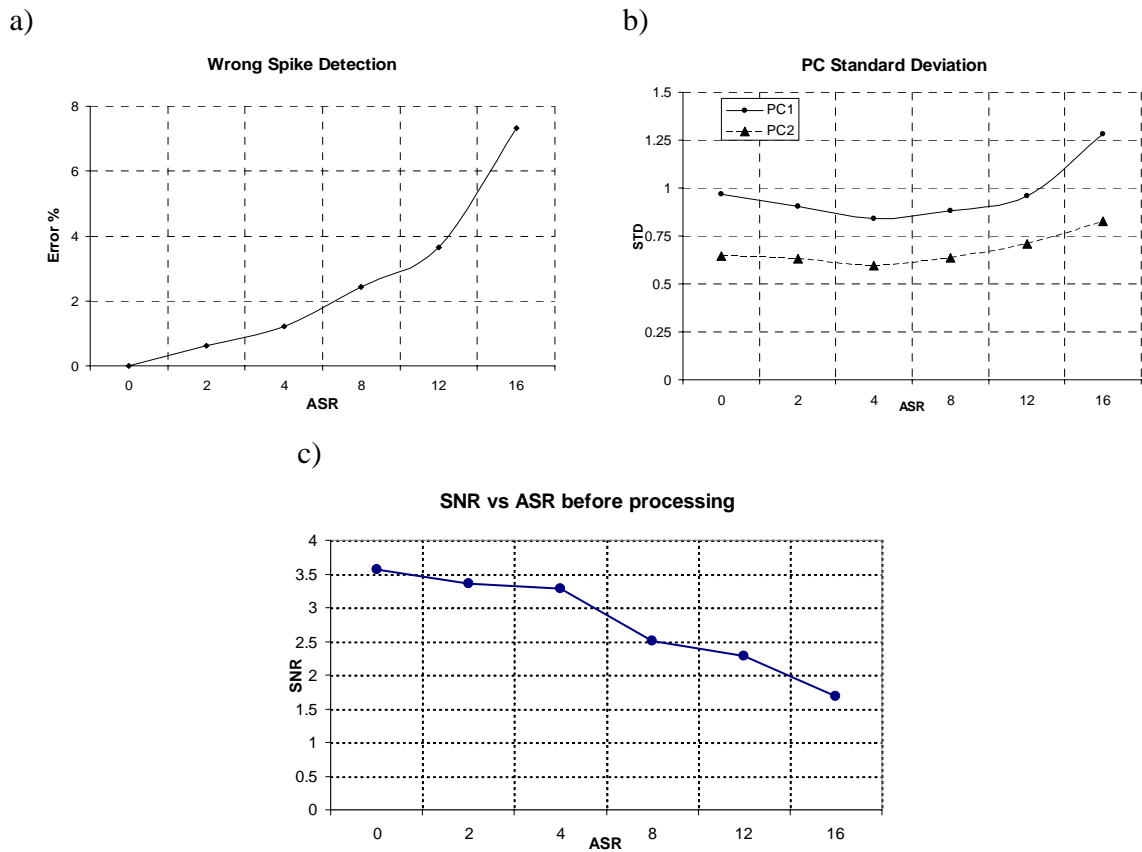 a)
b)
Wrong Spike Detection
8
6
4
2
0
Error %
0 2 4 8 12 16
ASR
PC Standard Deviation
PC1
PC2
1.5
1.25
1
0.75
0.5
0.25
0
STD
0 2 4 8 12 16
ASR
c)
SNR vs ASR before processing
4
3.5
3
2.5
2
1.5
1
0.5
0
SNR
0 2 4 8 12 16
ASR